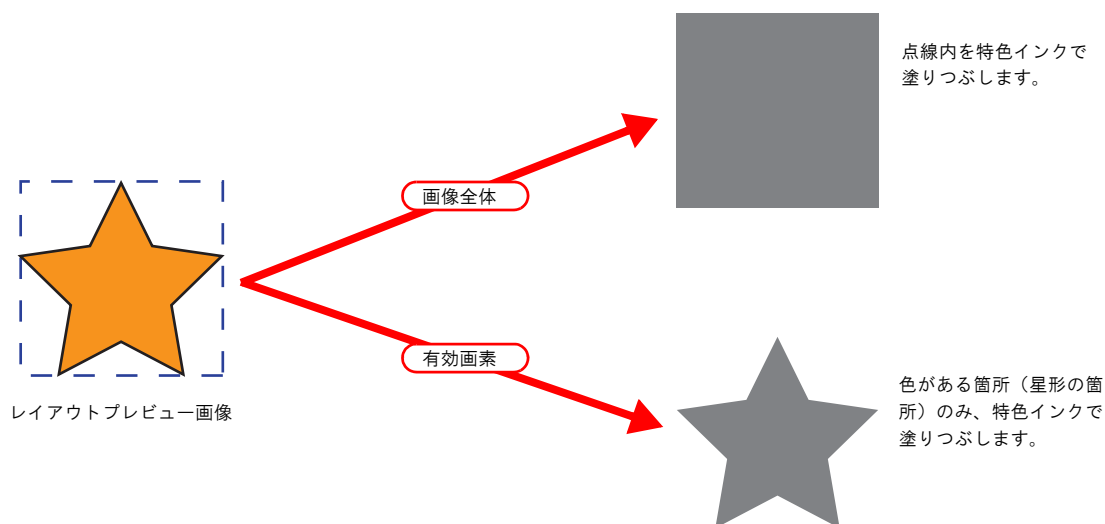 点線内を特色インクで
塗りつぶします。
画像全体
有効画素
レイアウトプレビュー画像
色がある箇所（星形の箇
所）のみ、特色インクで
塗りつぶします。